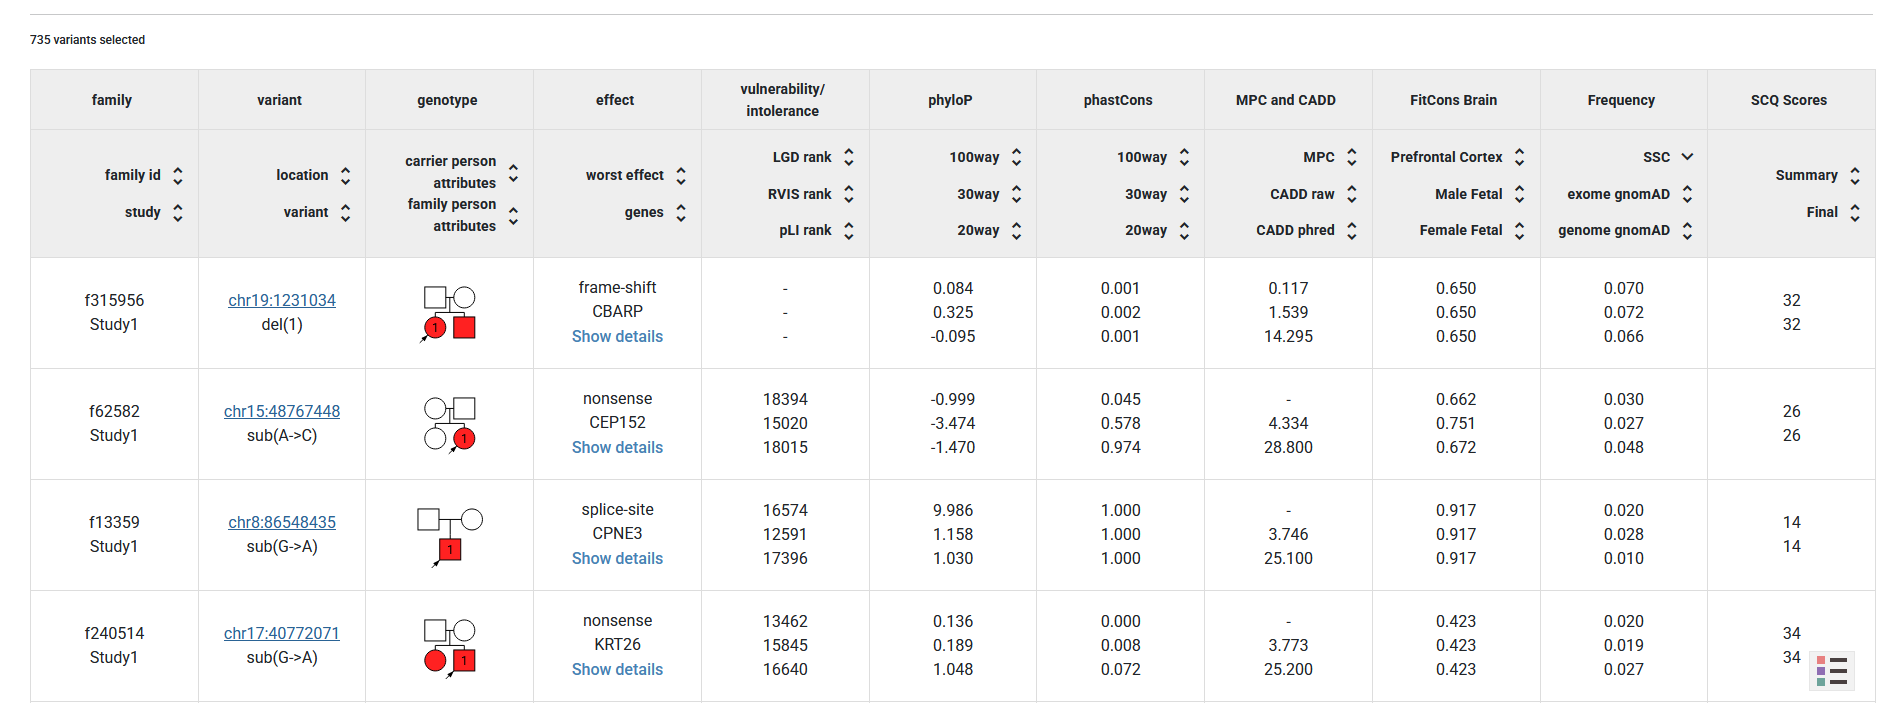 735 variants selected
family variant genotype effect vulnerability/ intolerance phyloP phastCons MPC and CADD FitCons Brain Frequency SCQ Scores
family id
study
location
variant
carrier person
attributes
family person
attributes
worst effect
genes
LGD rank
RVIS rank
pLI rank
100way
30way
20way
100way
30way
20way
MPC
CADD raw
CADD phred
Prefrontal Cortex
Male Fetal
Female Fetal
SSC
exome gnomAD
genome gnomAD
Summary
Final
f315956
Study1
chr19:1231034
del(1)
1
frame-shift
CBARP
Show details
-
-
-
0.084
0.325
-0.095
0.001
0.002
0.001
0.117
1.539
14.295
0.650
0.650
0.650
0.070
0.072
0.066
32
32
f62582
Study1
chr15:48767448
sub(A->C)
1
nonsense
CEP152
Show details
18394
15020
18015
-0.999
-3.474
-1.470
0.045
0.578
0.974
-
4.334
28.800
0.662
0.751
0.672
0.030
0.027
0.048
26
26
f13359
Study1
chr8:86548435
sub(G->A)
1
splice-site
CPNE3
Show details
16574
12591
17396
9.986
1.158
1.030
1.000
1.000
1.000
-
3.746
25.100
0.917
0.917
0.917
0.020
0.028
0.010
14
14
f240514
Study1
chr17:40772071
sub(G->A)
1
nonsense
KRT26
Show details
13462
15845
16640
0.136
0.189
1.048
0.000
0.008
0.072
-
3.773
25.200
0.423
0.423
0.423
0.020
0.019
0.027
34
34